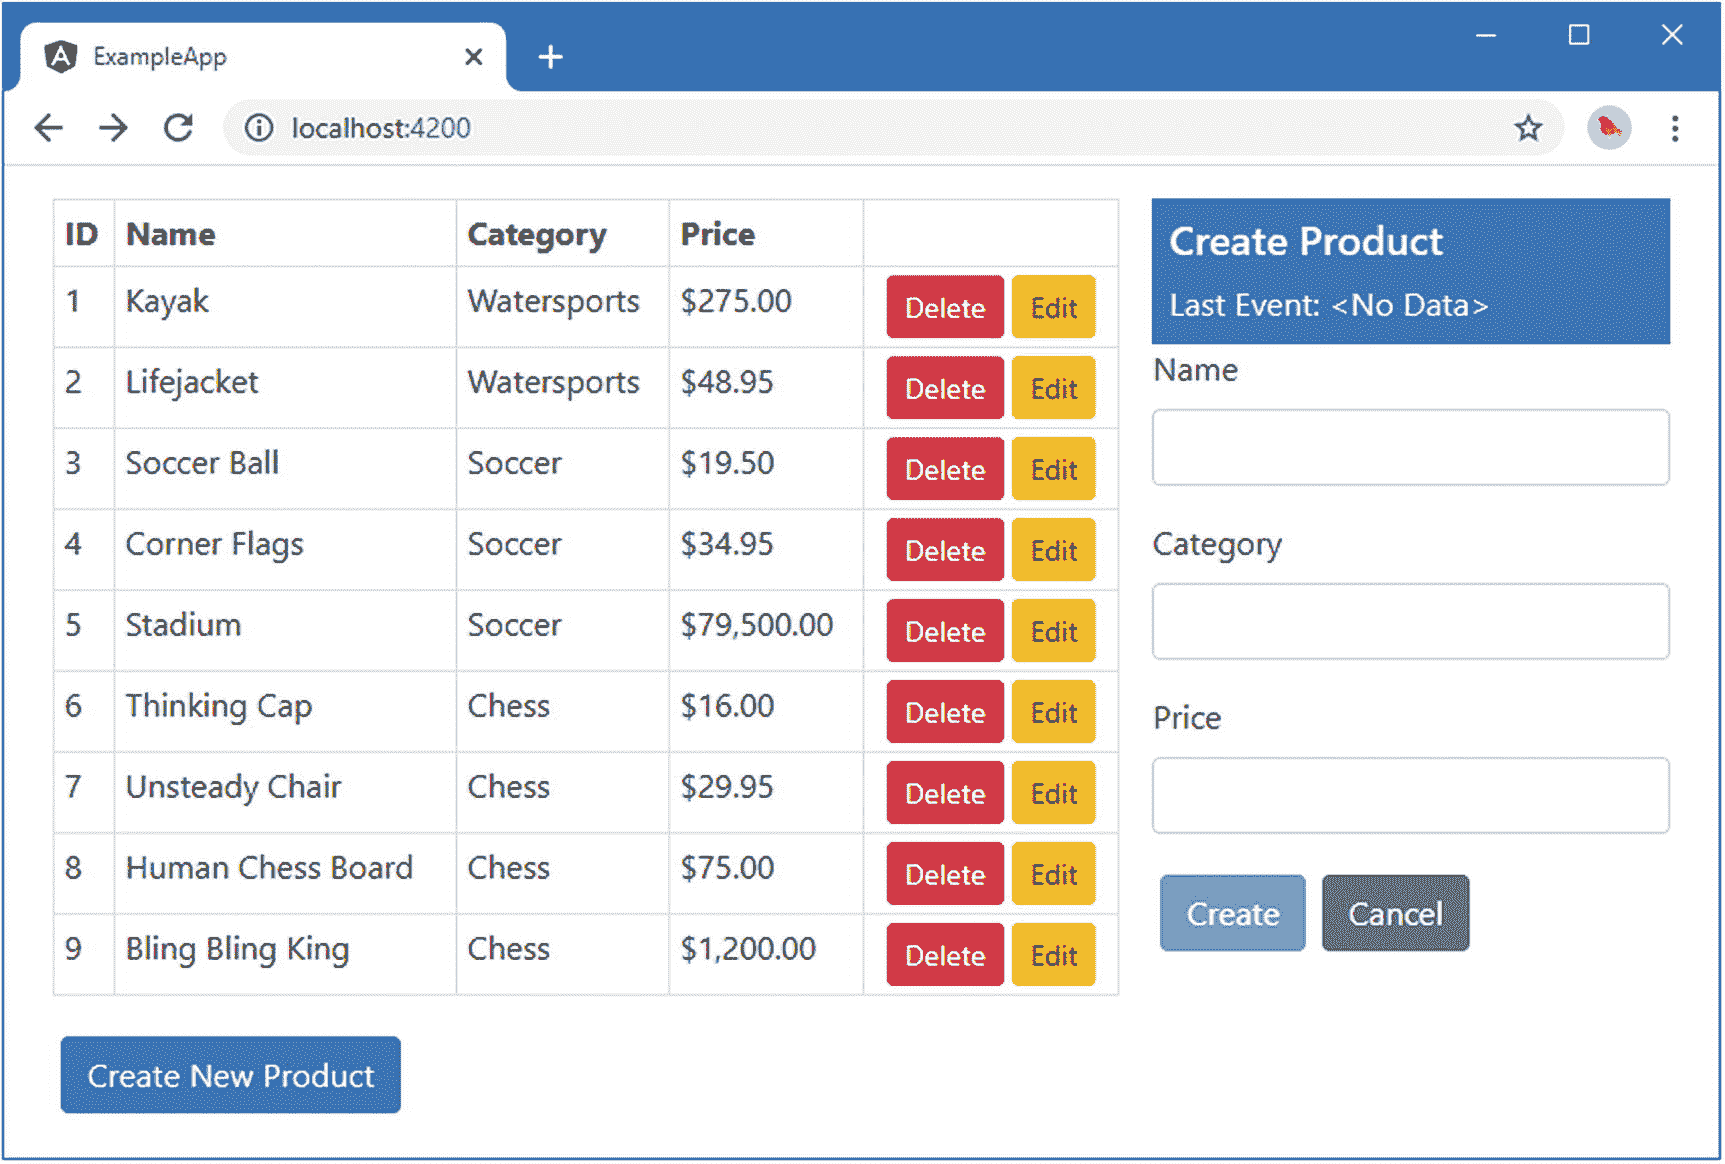 ExampleApp
localhost:4200
ID Name Category Price
1 Kayak Watersports $275.00 Delete Edit
2 Lifejacket Watersports $48.95 Delete Edit
3 Soccer Ball Soccer $19.50 Delete Edit
4 Corner Flags Soccer $34.95 Delete Edit
5 Stadium Soccer $79,500.00 Delete Edit
6 Thinking Cap Chess $16.00 Delete Edit
7 Unsteady Chair Chess $29.95 Delete Edit
8 Human Chess Board Chess $75.00 Delete Edit
9 Bling Bling King Chess $1,200.00 Delete Edit
Create New Product
Create Product
Last Event: <No Data>
Name
Category
Price
Create Cancel